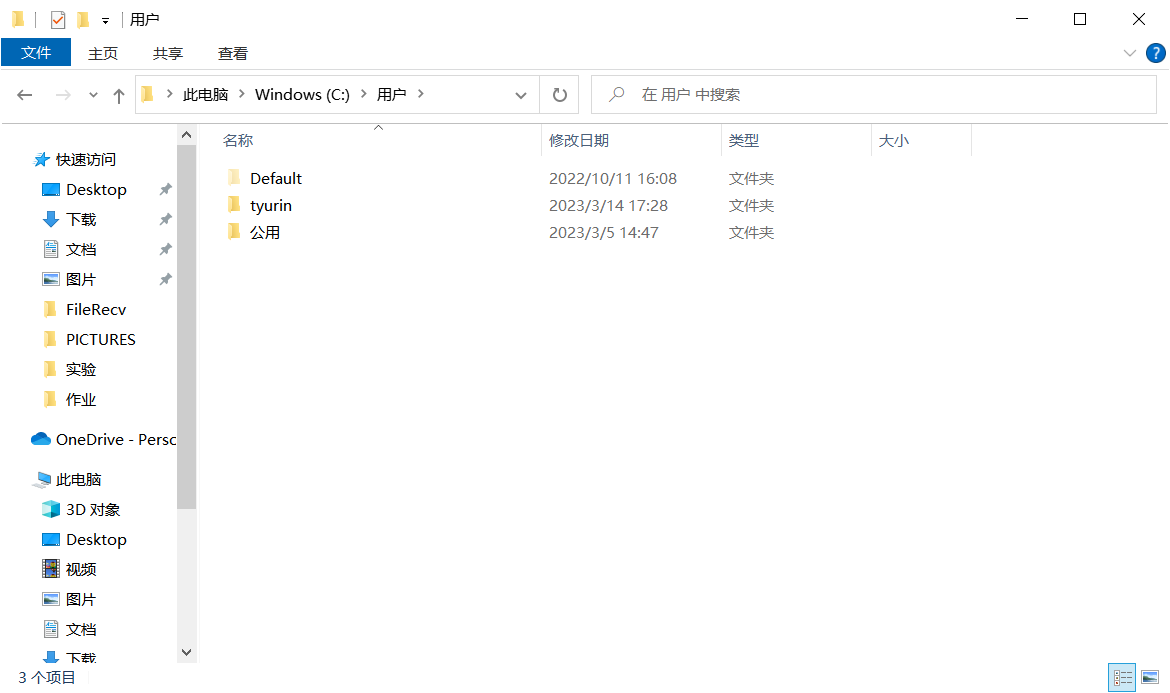 用户
文件 主页 共享 查看
此电脑 Windows (C:) 用户 在 用户 中搜索
名称 修改日期 类型 大小
Default 2022/10/11 16:08 文件夹
tyurin 2023/3/14 17:28 文件夹
公用 2023/3/5 14:47 文件夹
快速访问
Desktop
下载
文档
图片
FileRecv
PICTURES
实验
作业
OneDrive - Perso
此电脑
3D 对象
Desktop
视频
图片
文档
下载
3 个项目